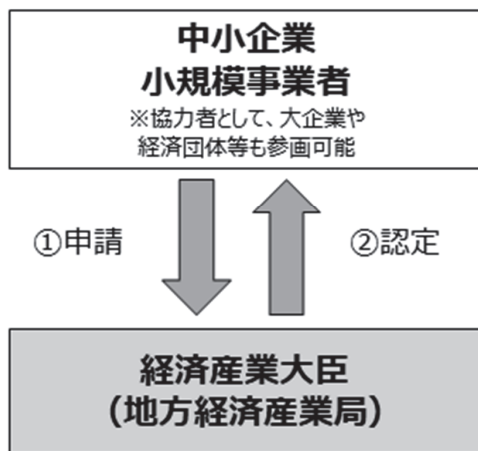 中小企業
小規模事業者
※協力者として、大企業や
経済団体等も参画可能
①申請
②認定
経済産業大臣
(地方経済産業局)